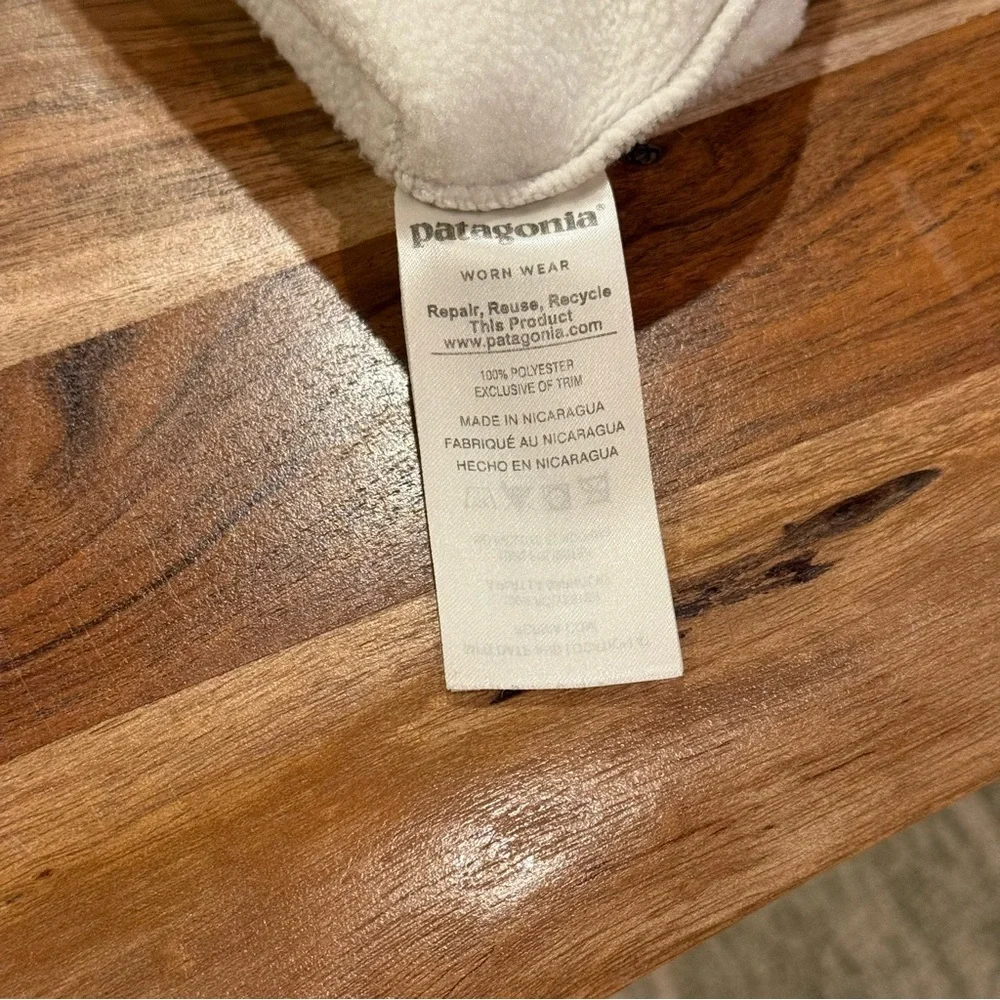 patagonia®
WORN WEAR
Repair, Reuse, Recycle
This Product
www.patagonia.com
100% POLYESTER
EXCLUSIVE OF TRIM
MADE IN NICARAGUA
FABRIQUÉ AU NICARAGUA
HECHO EN NICARAGUA